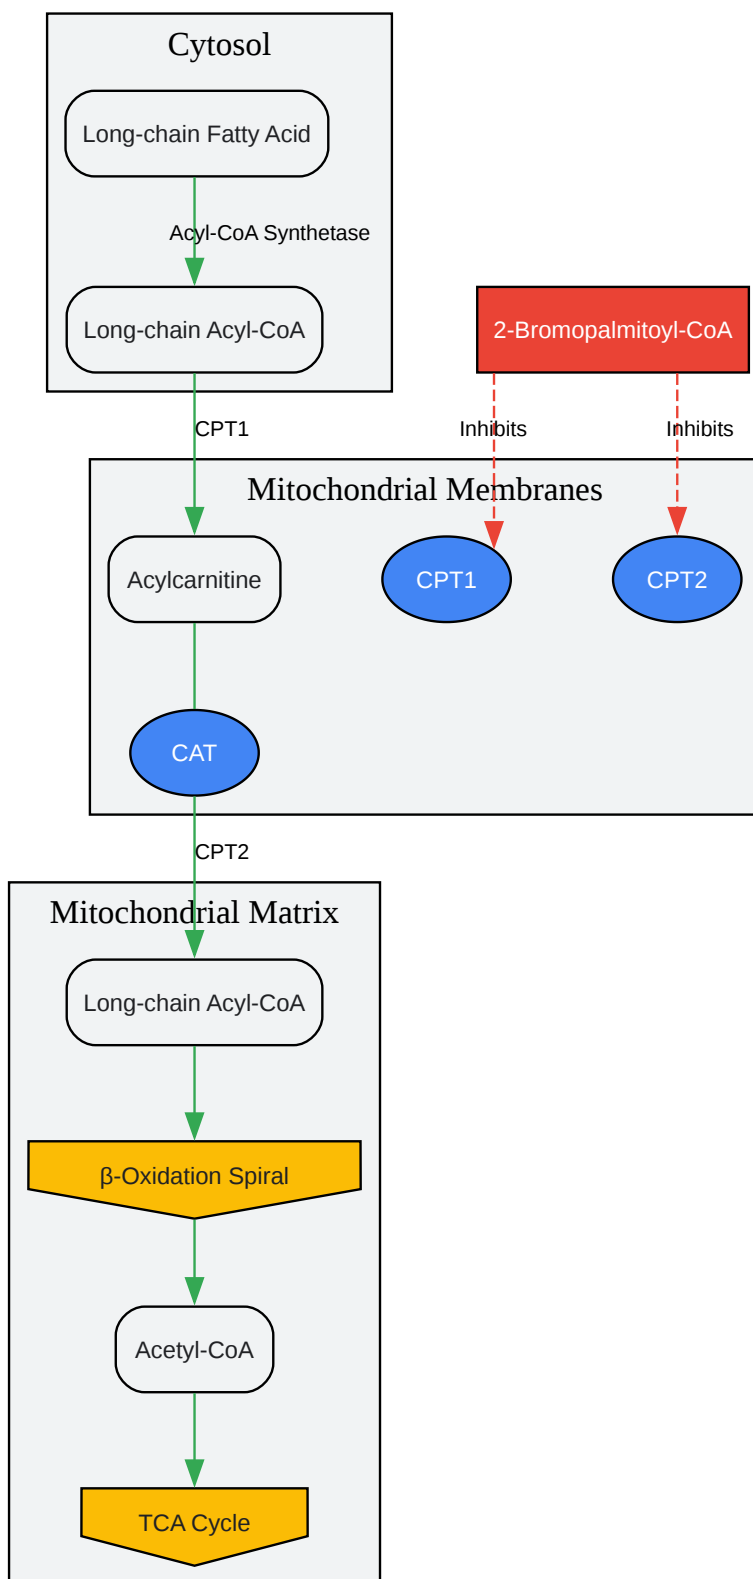 Cytosol
Long-chain Fatty Acid
Acyl-CoA Synthetase
Long-chain Acyl-CoA
2-Bromopalmitoyl-CoA
CPT1
Inhibits
Inhibits
Mitochondrial Membranes
Acylcarnitine
CPT1
CPT2
CAT
CPT2
Mitochondrial Matrix
Long-chain Acyl-CoA
β-Oxidation Spiral
Acetyl-CoA
TCA Cycle